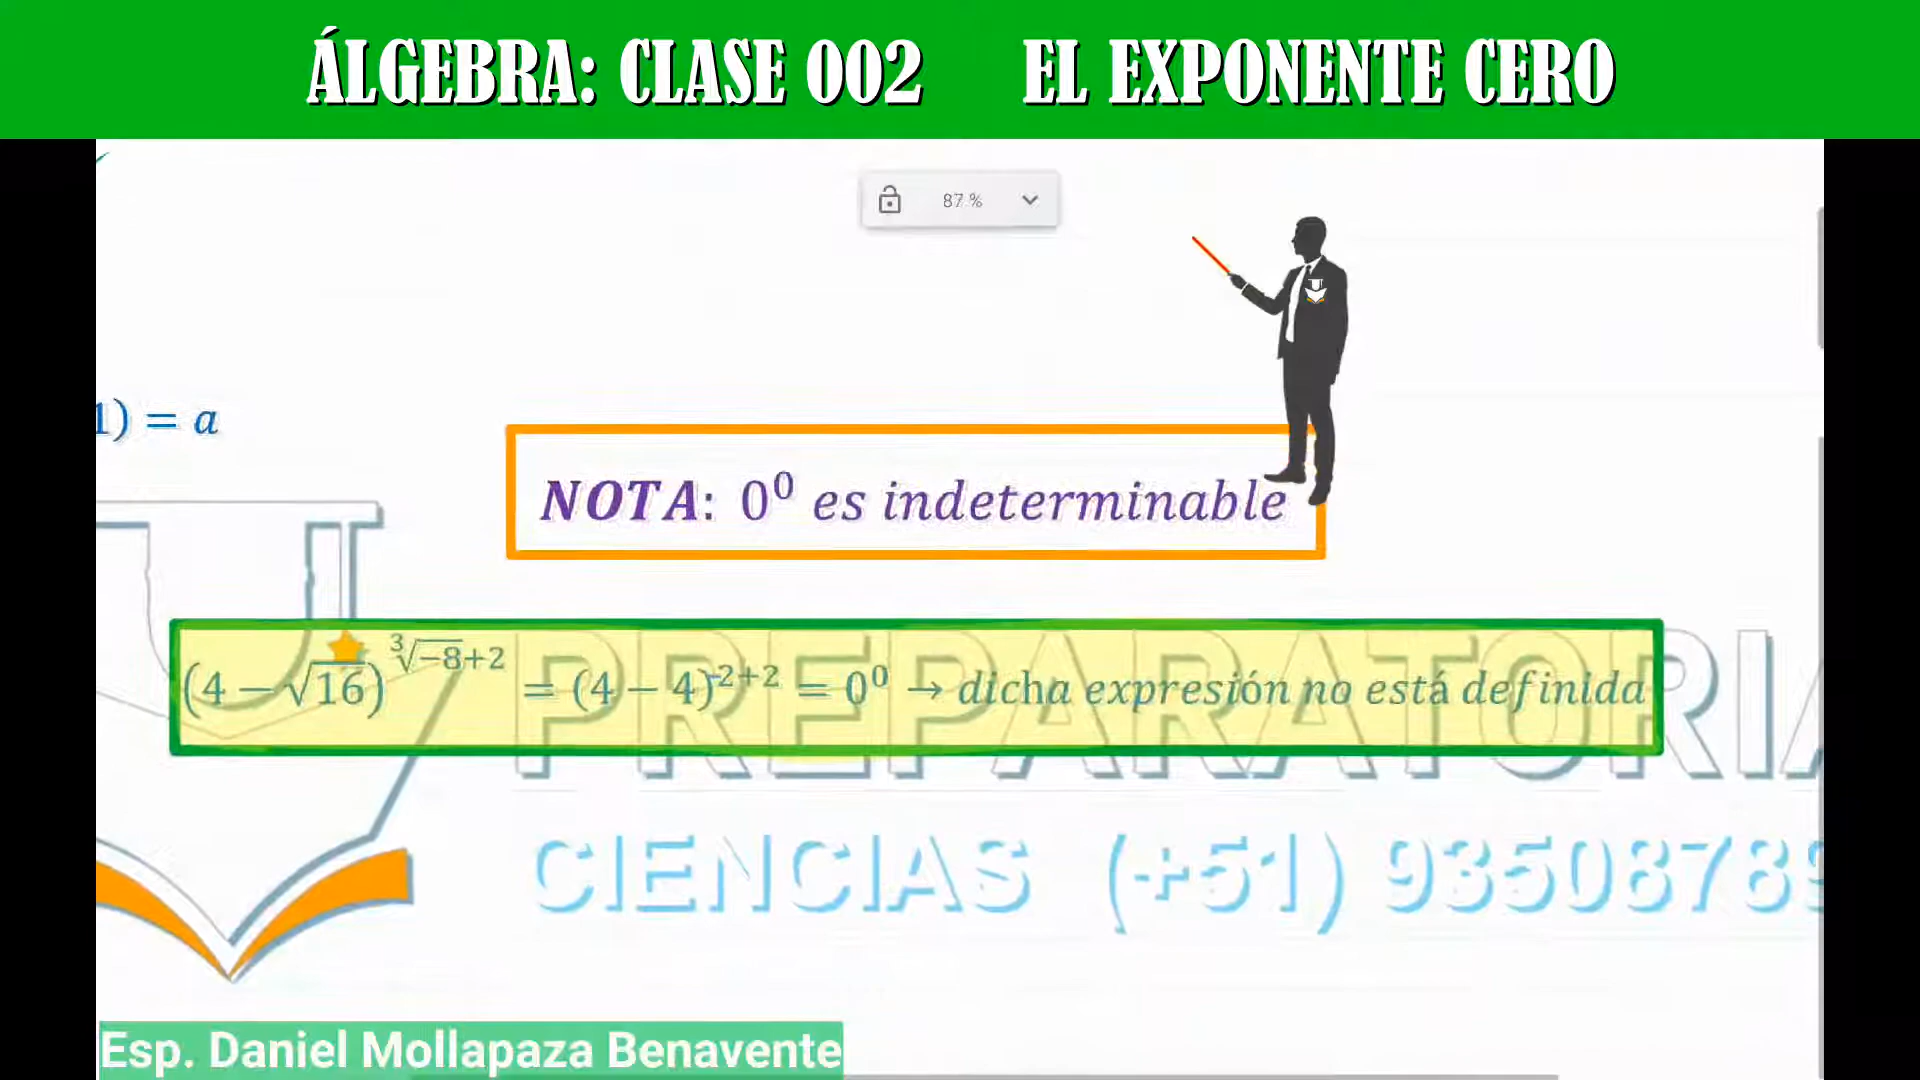 ÁLGEBRA: CLASE 002 EL EXPONENTE CERO
87 %
1) = a
NOTA: 0⁰ es indeterminable
(4 − √16)^(∛−8+2) = (4 − 4)^(−2+2) = 0⁰ → dicha expresión no está definida
PREPARATORIA
CIENCIAS (+51) 9350878
Esp. Daniel Mollapaza Benavente